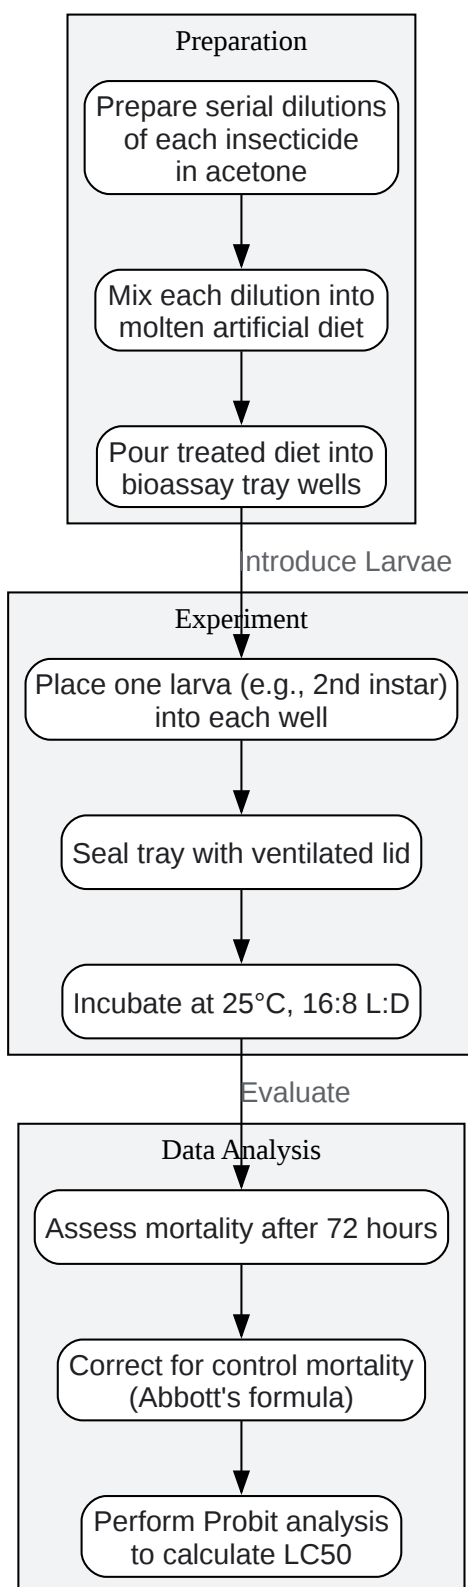 Preparation
Prepare serial dilutions
of each insecticide
in acetone
Mix each dilution into
molten artificial diet
Pour treated diet into
bioassay tray wells
Introduce Larvae
Experiment
Place one larva (e.g., 2nd instar)
into each well
Seal tray with ventilated lid
Incubate at 25°C, 16:8 L:D
Evaluate
Data Analysis
Assess mortality after 72 hours
Correct for control mortality
(Abbott's formula)
Perform Probit analysis
to calculate LC50